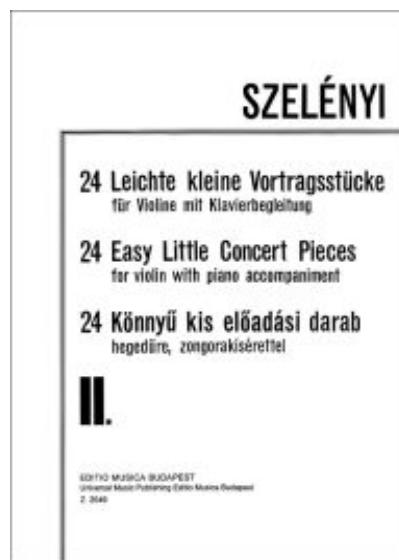 SZELÉNYI
24 Leichte kleine Vortragsstücke
für Violine mit Klavierbegleitung
24 Easy Little Concert Pieces
for violin with piano accompaniment
24 Könnyű kis előadási darab
hegedűre, zongorakísérettel
II.
EDITIO MUSICA BUDAPEST
Universal Music Publishing Editio Musica Budapest
Z. 2646